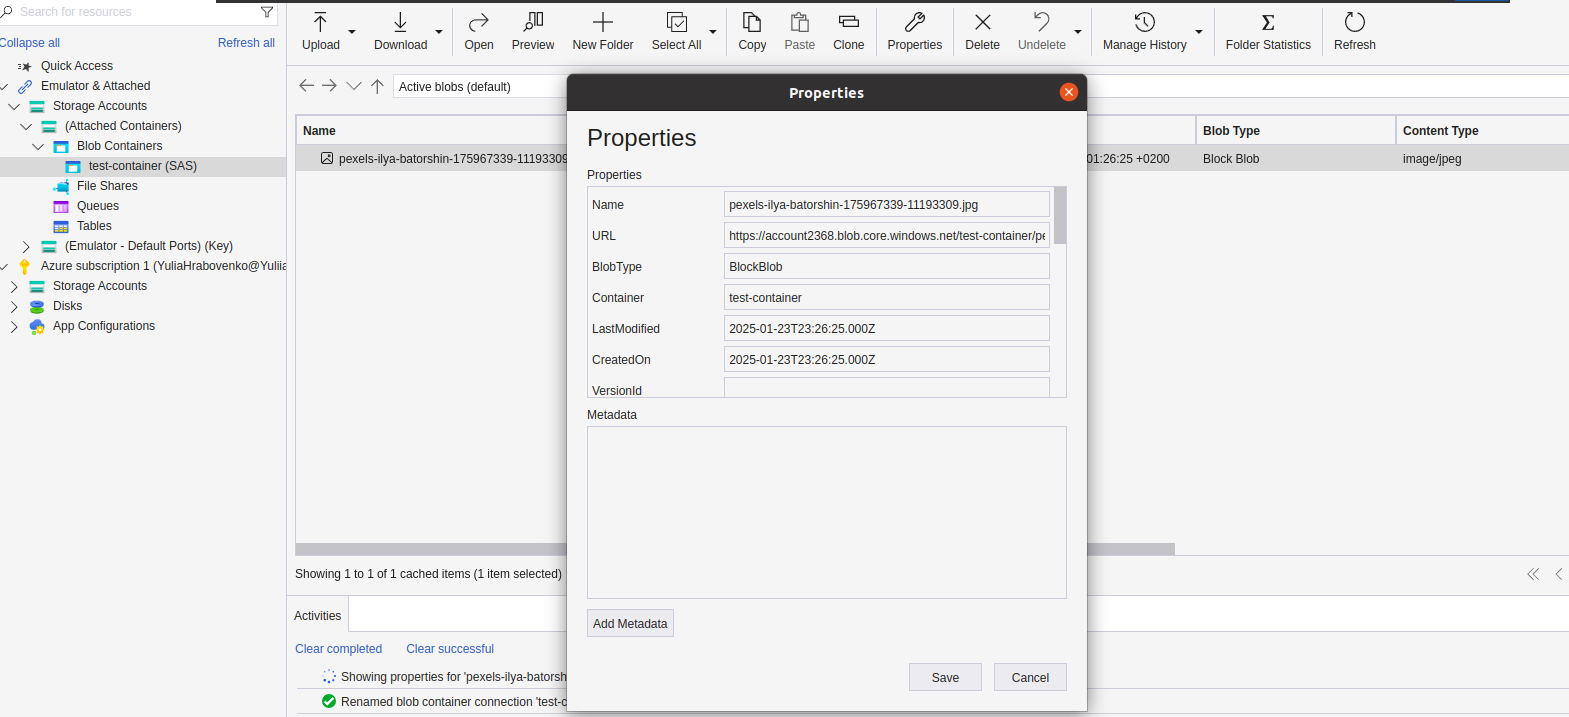 Search for resources
Collapse all
Refresh all
Quick Access
Emulator & Attached
Storage Accounts
(Attached Containers)
Blob Containers
test-container (SAS)
File Shares
Queues
Tables
(Emulator - Default Ports) (Key)
Azure subscription 1 (YuliaHrabovenko@Yuliia
Storage Accounts
Disks
App Configurations
Upload
Download
Open
Preview
New Folder
Select All
Copy
Paste
Clone
Properties
Delete
Undelete
Manage History
Folder Statistics
Refresh
Active blobs (default)
Name
Blob Type
Content Type
pexels-ilya-batorshin-175967339-11193309
01:26:25 +0200
Block Blob
image/jpeg
Showing 1 to 1 of 1 cached items (1 item selected)
Activities
Clear completed
Clear successful
Showing properties for 'pexels-ilya-batorsh
Renamed blob container connection 'test-c
Properties
Properties
Properties
Name
pexels-ilya-batorshin-175967339-11193309.jpg
URL
https://account2368.blob.core.windows.net/test-container/pe
BlobType
BlockBlob
Container
test-container
LastModified
2025-01-23T23:26:25.000Z
CreatedOn
2025-01-23T23:26:25.000Z
VersionId
Metadata
Add Metadata
Save
Cancel